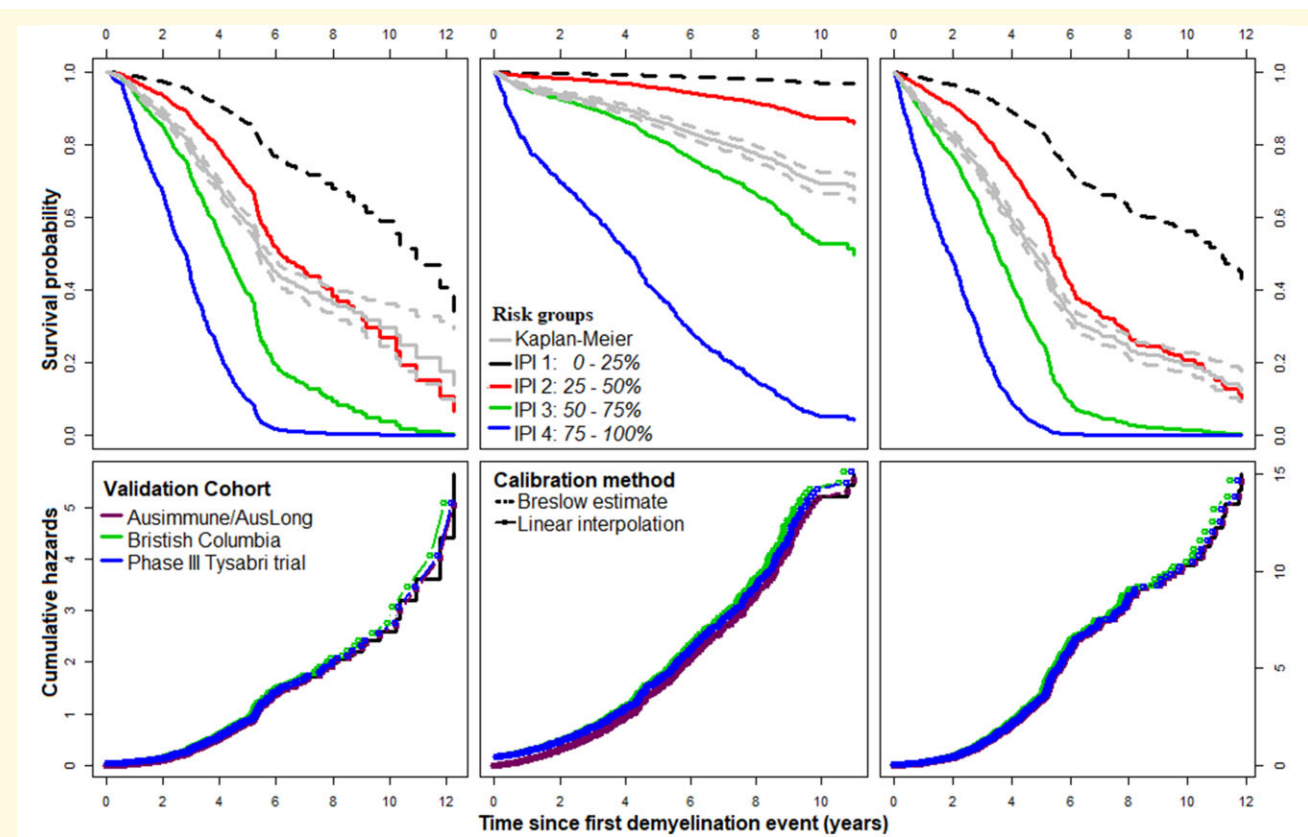 0 2 4 6 8 10 12 0 2 4 6 8 10 0 2 4 6 8 10 12
Survival probability
1.0
0.8
0.6
0.4
0.2
0.0
Risk groups
Kaplan-Meier
IPI 1: 0 - 25%
IPI 2: 25 - 50%
IPI 3: 50 - 75%
IPI 4: 75 - 100%
1.0
0.8
0.6
0.4
0.2
0.0
Cumulative hazards
5
4
3
2
1
0
Validation Cohort
Ausimmune/AusLong
Bristish Columbia
Phase III Tysabri trial
Calibration method
Breslow estimate
Linear interpolation
15
10
5
0
0 2 4 6 8 10 12 0 2 4 6 8 10 0 2 4 6 8 10 12
Time since first demyelination event (years)